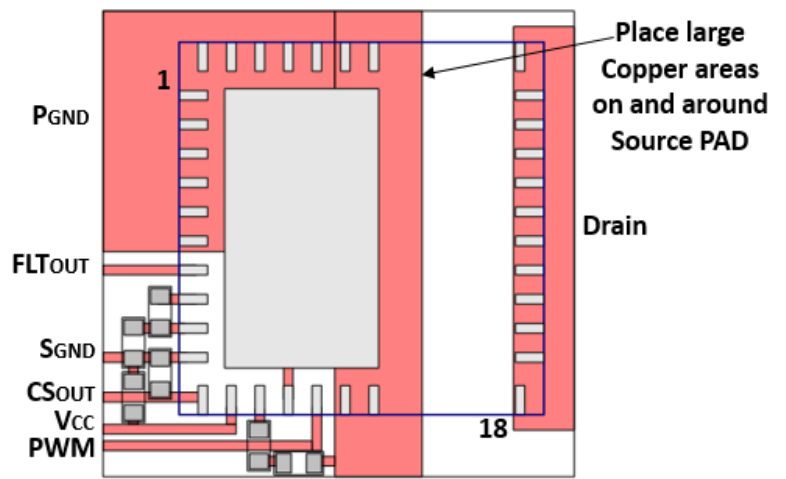 Place large
Copper areas
on and around
Source PAD
1
PGND
Drain
FLTOUT
SGND
CSOUT
VCC
PWM
18